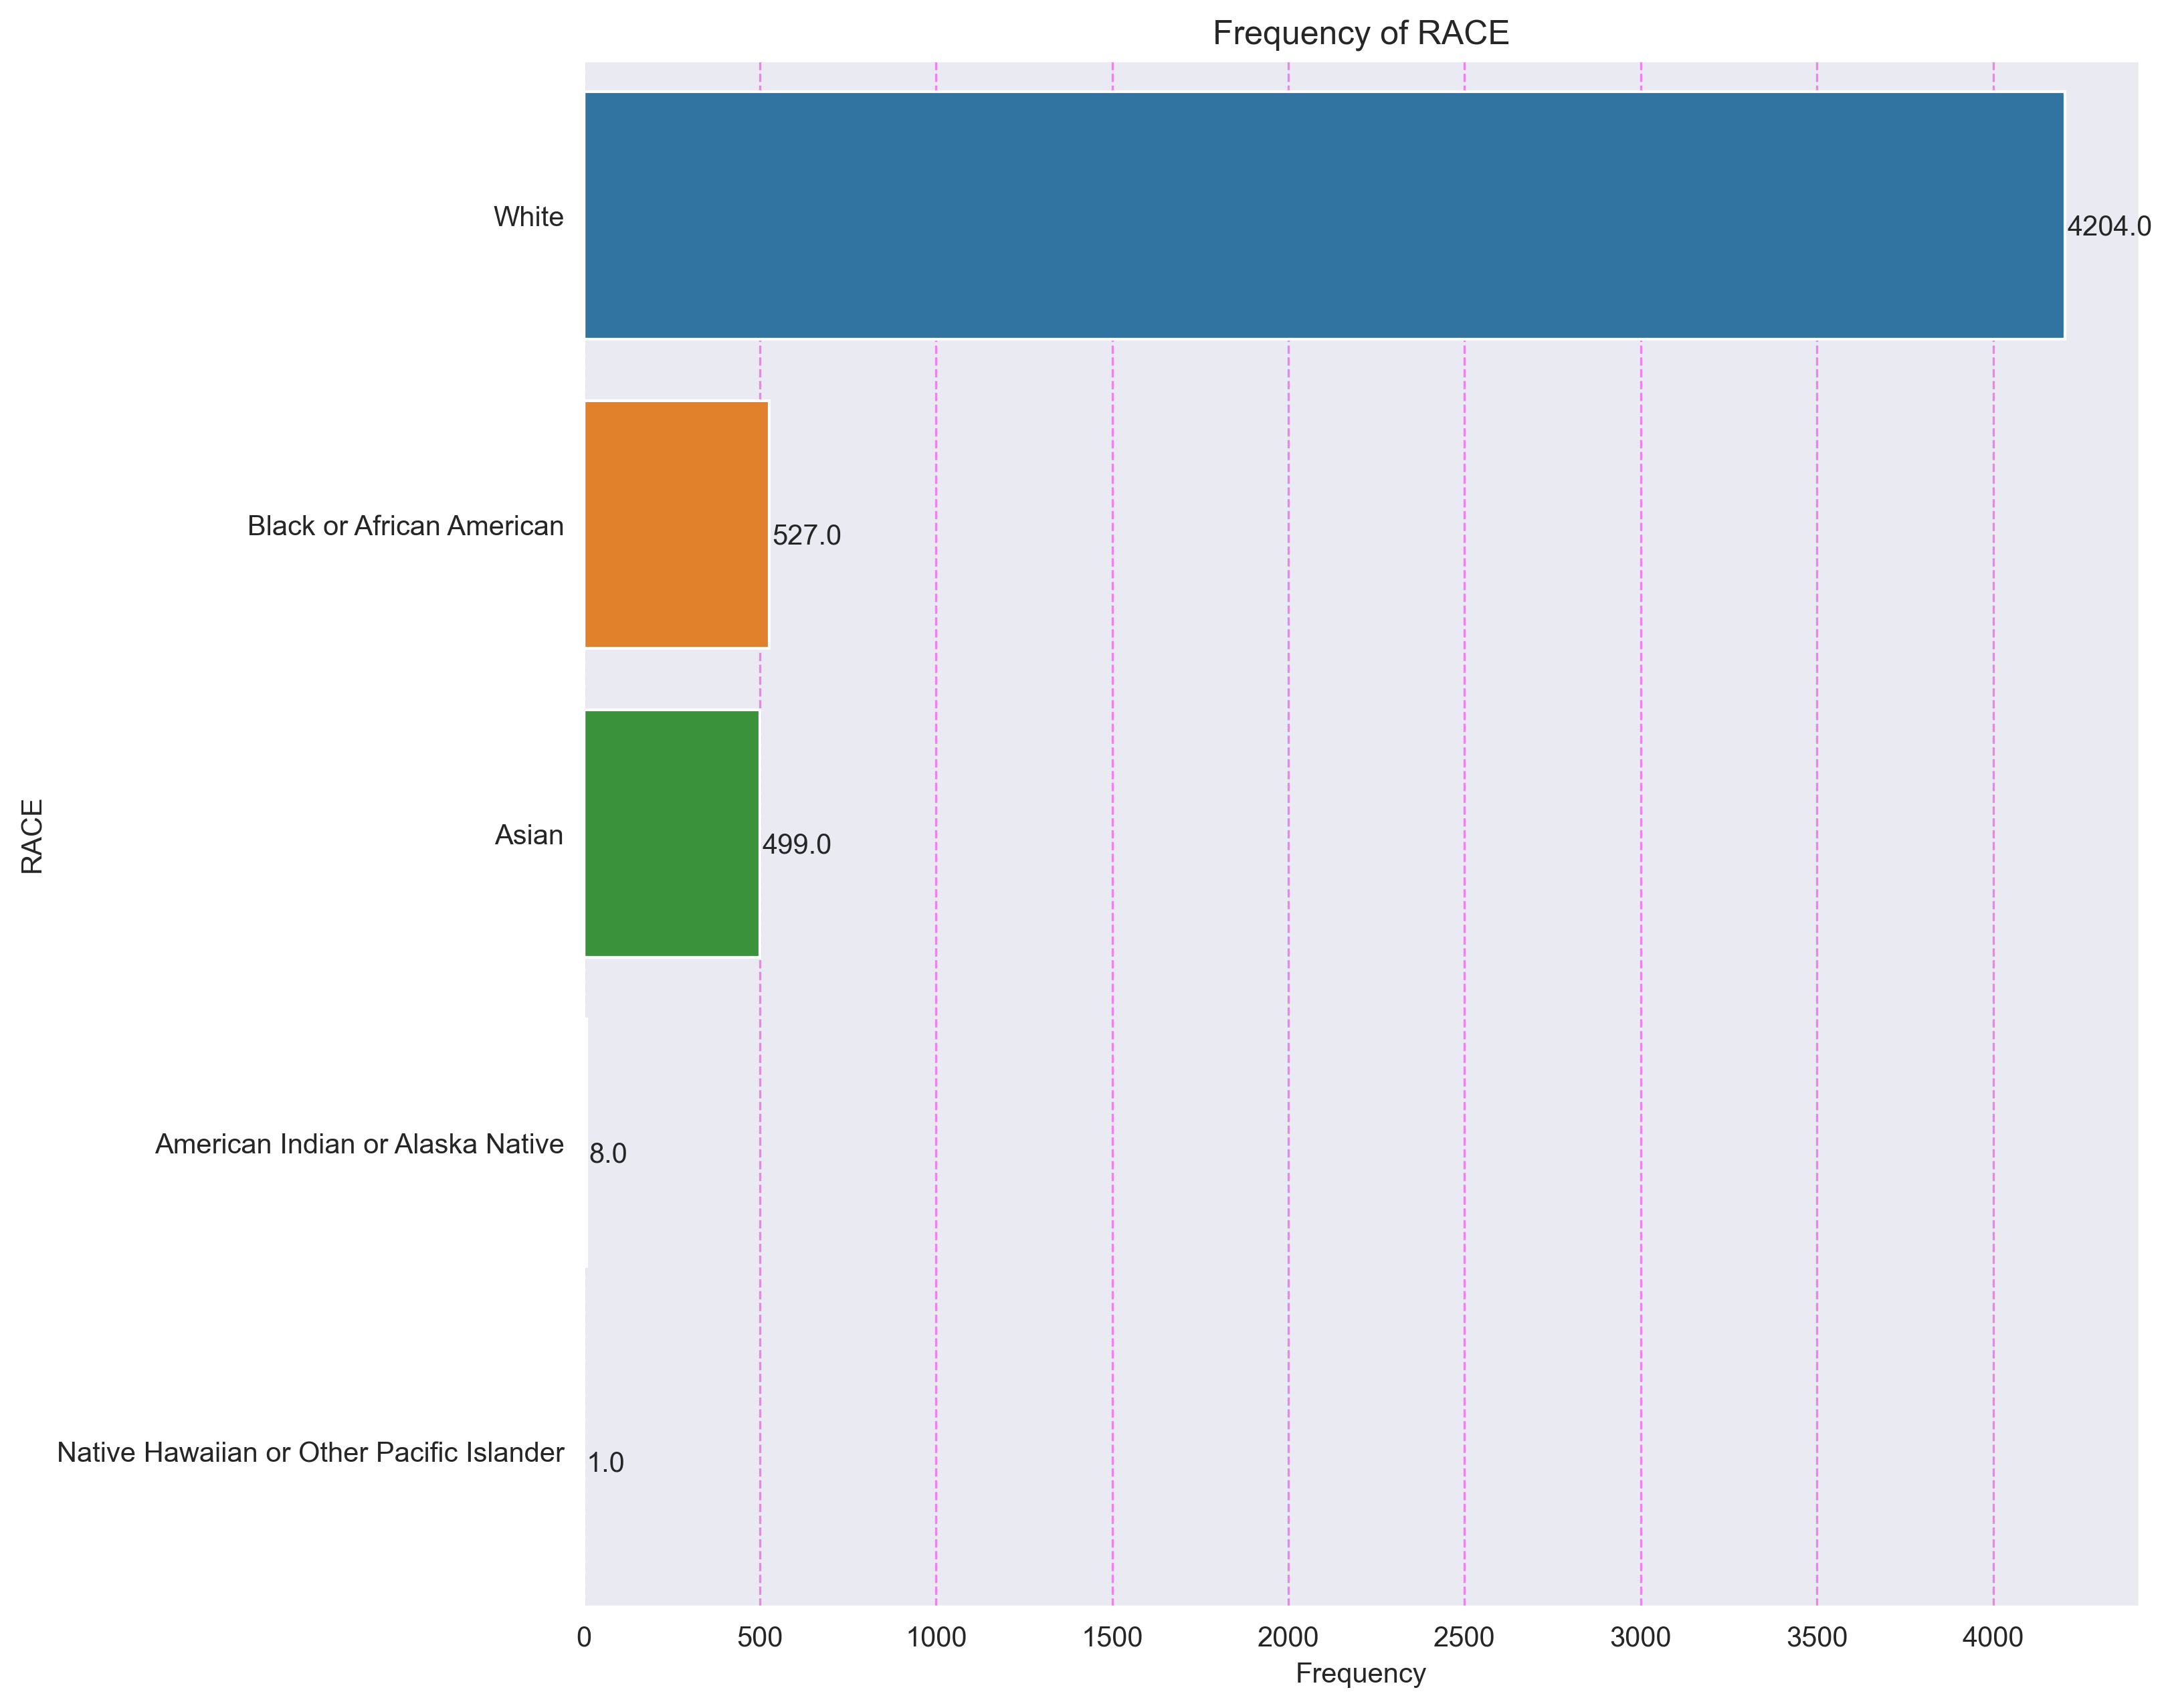 Frequency of RACE
White
4204.0
Black or African American
527.0
Asian
499.0
RACE
American Indian or Alaska Native
8.0
Native Hawaiian or Other Pacific Islander
1.0
0 500 1000 1500 2000 2500 3000 3500 4000
Frequency